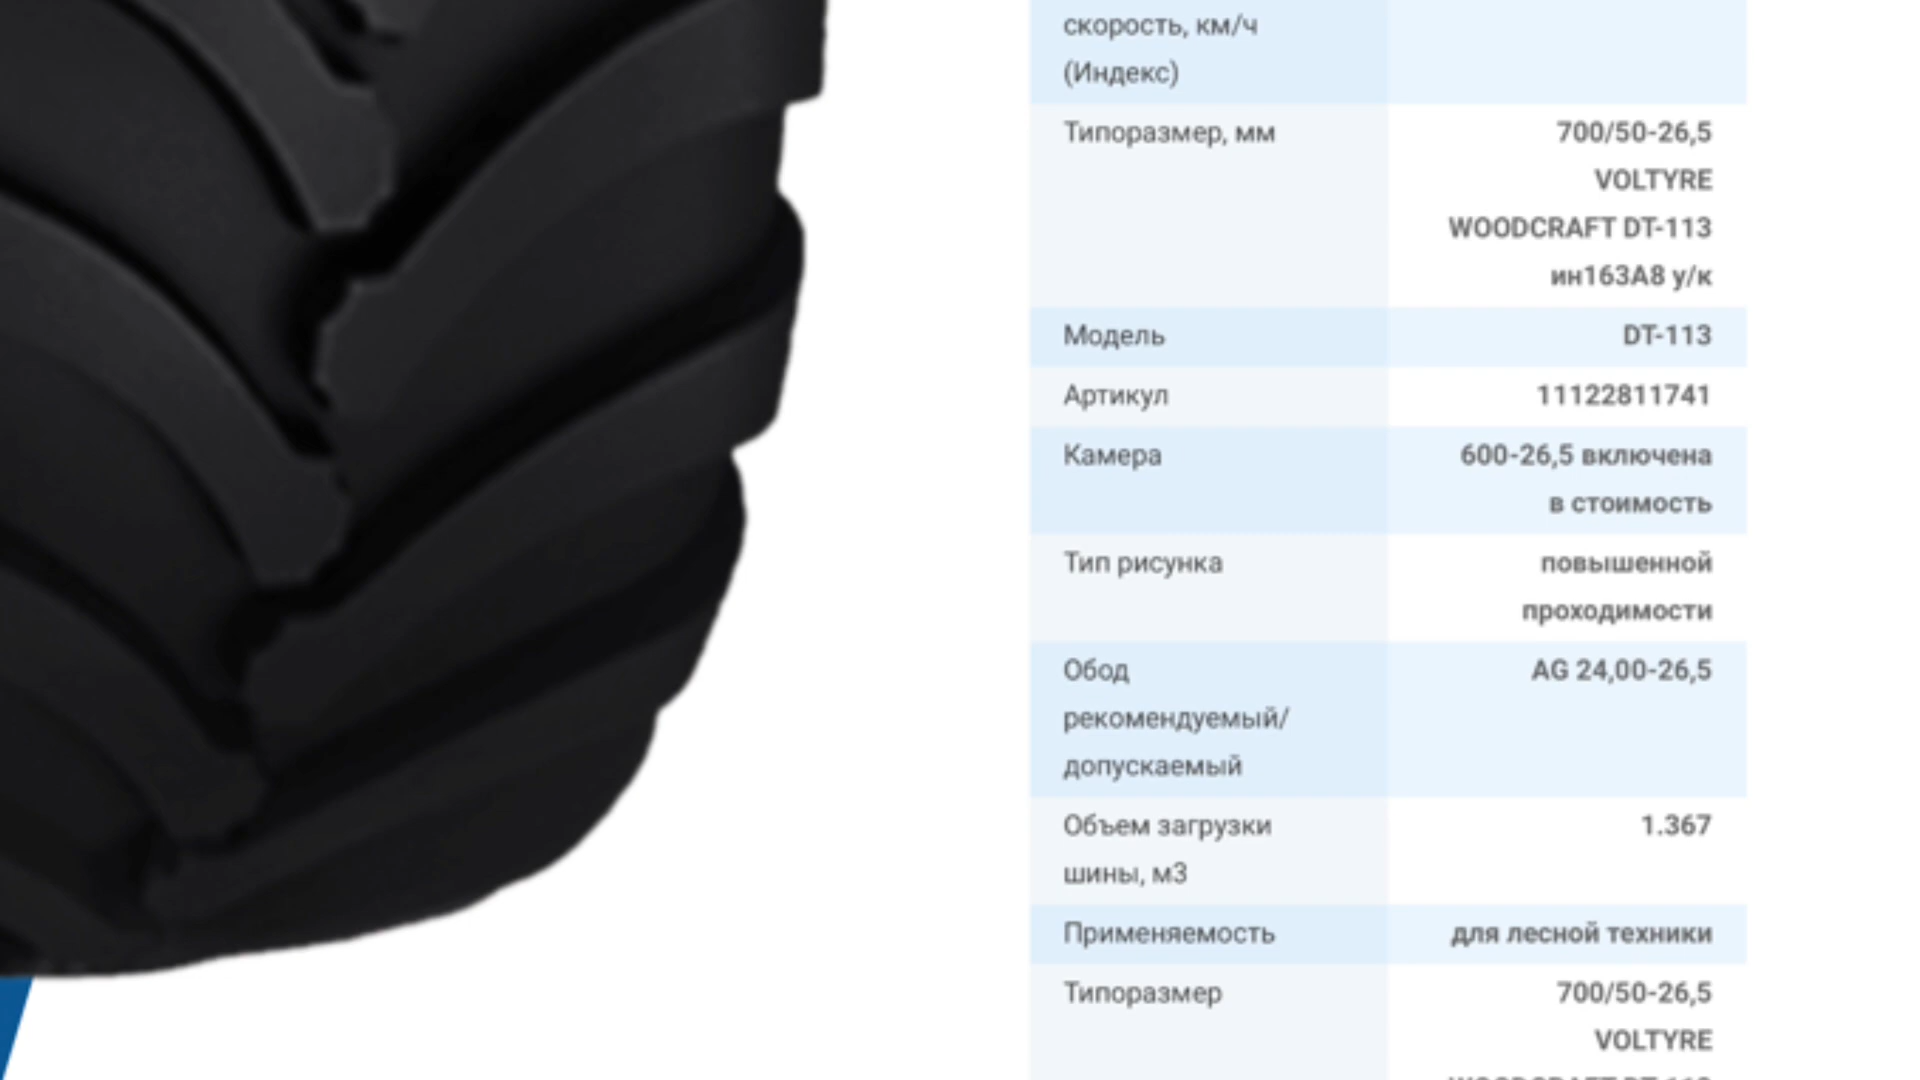 скорость, км/ч
(Индекс)
Типоразмер, мм
700/50-26,5
VOLTYRE
WOODCRAFT DT-113
ин163А8 у/к
Модель
DT-113
Артикул
11122811741
Камера
600-26,5 включена
в стоимость
Тип рисунка
повышенной
проходимости
Обод
рекомендуемый/
допускаемый
AG 24,00-26,5
Объем загрузки
шины, м3
1.367
Применяемость
для лесной техники
Типоразмер
700/50-26,5
VOLTYRE